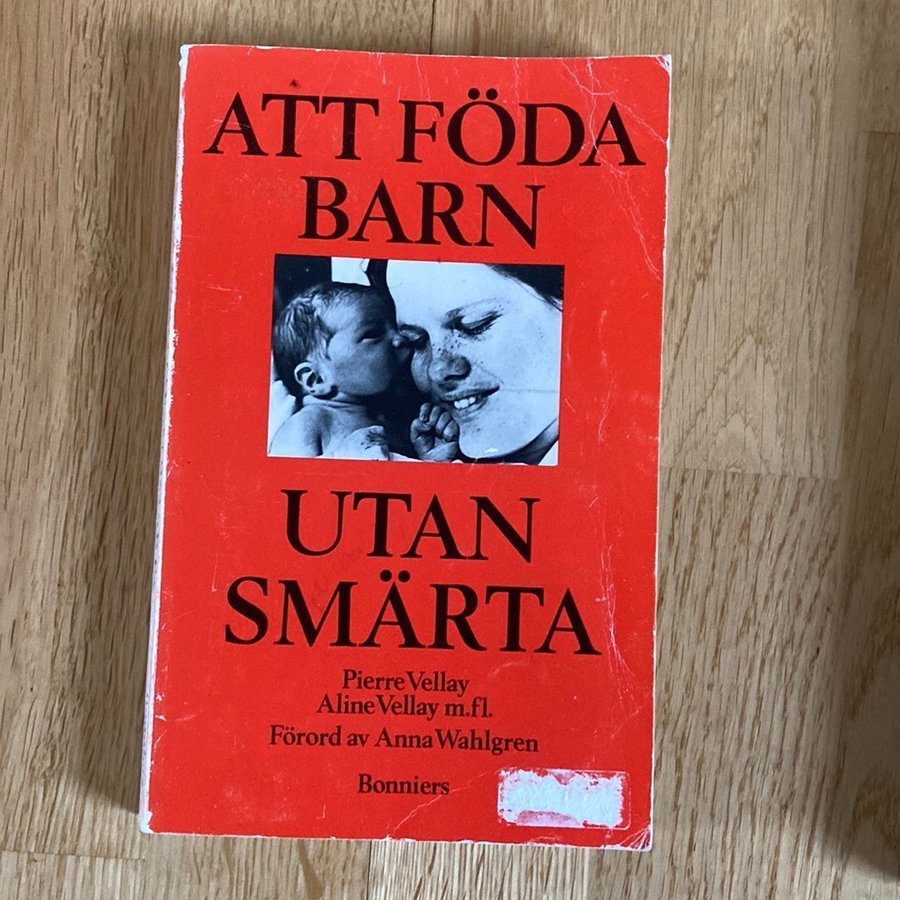 ATT FÖDA
BARN
UTAN
SMÄRTA
Pierre Vellay
Aline Vellay m.fl.
Förord av Anna Wahlgren
Bonniers